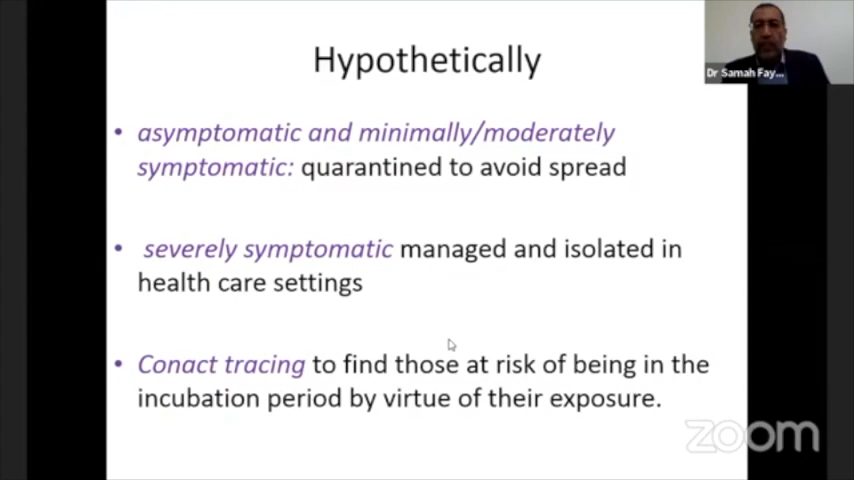 Hypothetically
Dr Samah Fay...
• asymptomatic and minimally/moderately
symptomatic: quarantined to avoid spread
• severely symptomatic managed and isolated in
health care settings
• Conact tracing to find those at risk of being in the
incubation period by virtue of their exposure.
zoom